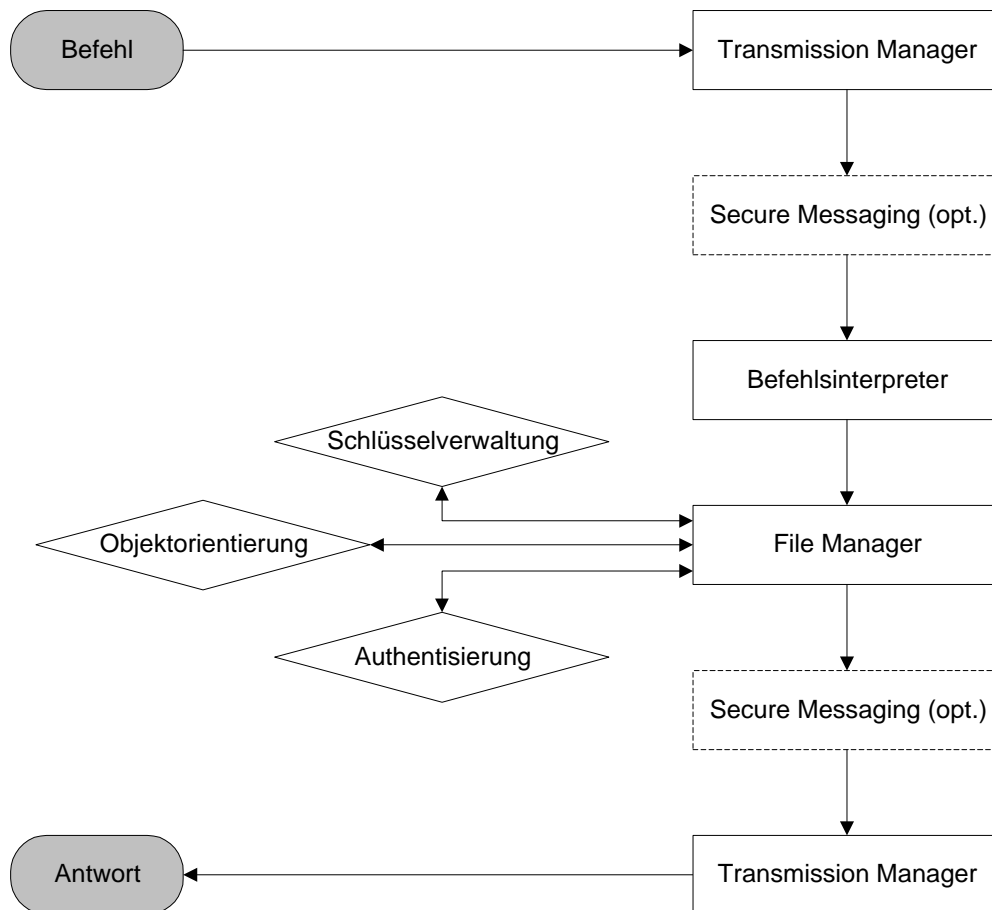 Befehl
Transmission Manager
Secure Messaging (opt.)
Befehlsinterpreter
Schlüsselverwaltung
Objektorientierung
File Manager
Authentisierung
Secure Messaging (opt.)
Antwort
Transmission Manager